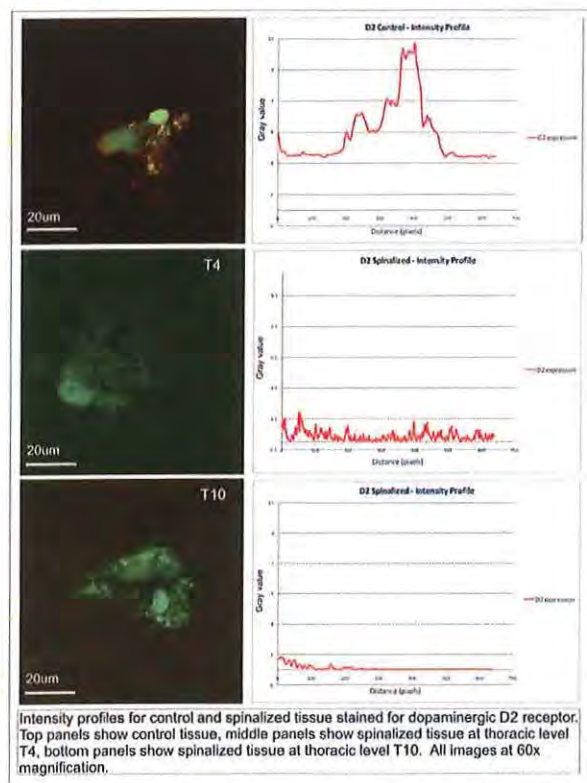 D2 Control - Intensity Profile
Gray value
D2 expression
Distance (pixels)
20um
T4
D2 Spinalized - Intensity Profile
Gray value
D2 expression
Distance (pixels)
20um
T10
D2 Spinalized - Intensity Profile
Gray value
D2 expression
Distance (pixels)
20um
Intensity profiles for control and spinalized tissue stained for dopaminergic D2 receptor.
Top panels show control tissue, middle panels show spinalized tissue at thoracic level
T4, bottom panels show spinalized tissue at thoracic level T10. All images at 60x
magnification.